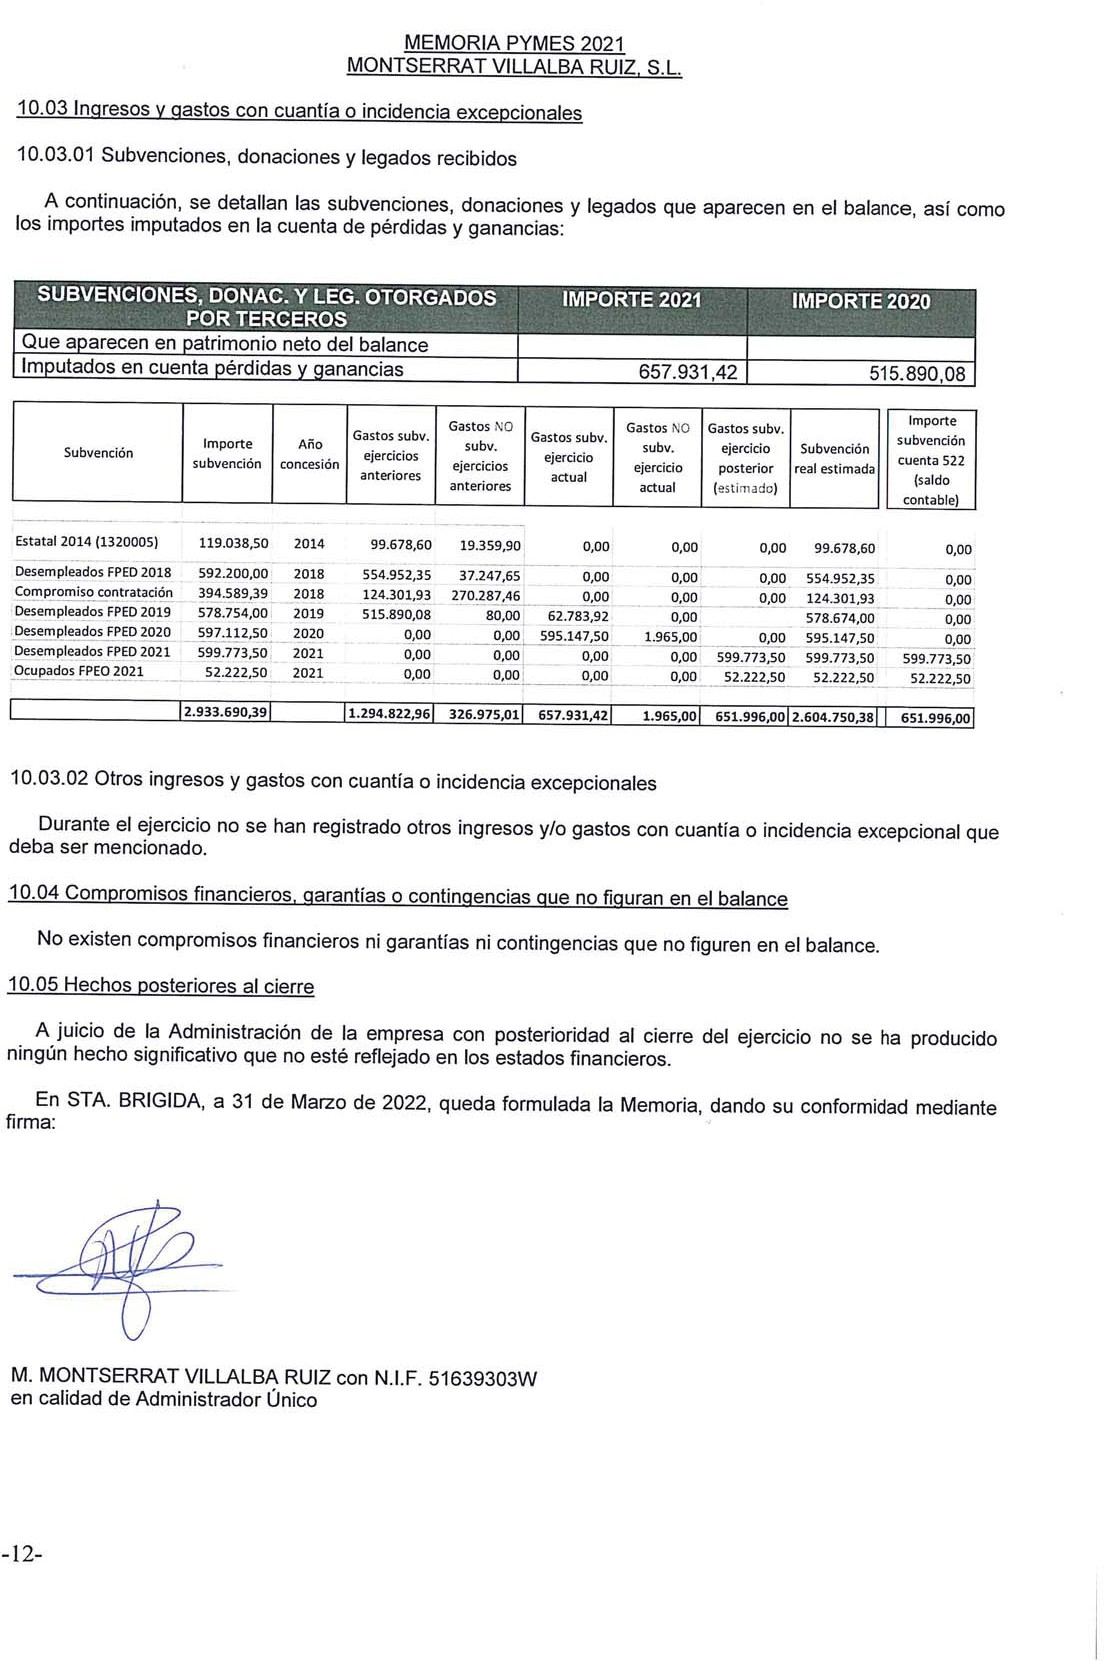 MEMORIA PYMES 2021
MONTSERRAT VILLALBA RUIZ, S.L.
10.03 Ingresos y gastos con cuantía o incidencia excepcionales
10.03.01 Subvenciones, donaciones y legados recibidos
A continuación, se detallan las subvenciones, donaciones y legados que aparecen en el balance, así como
los importes imputados en la cuenta de pérdidas y ganancias:
SUBVENCIONES, DONAC. Y LEG. OTORGADOS POR TERCEROS IMPORTE 2021 IMPORTE 2020
Que aparecen en patrimonio neto del balance
Imputados en cuenta pérdidas y ganancias 657.931,42 515.890,08
Subvención Importe subvención Año concesión Gastos subv. ejercicios anteriores Gastos NO subv. ejercicios anteriores Gastos subv. ejercicio actual Gastos NO subv. ejercicio actual Gastos subv. ejercicio posterior (estimado) Subvención real estimada Importe subvención cuenta 522 (saldo contable)
Estatal 2014 (1320005) 119.038,50 2014 99.678,60 19.359,90 0,00 0,00 0,00 99.678,60 0,00
Desempleados FPED 2018 592.200,00 2018 554.952,35 37.247,65 0,00 0,00 0,00 554.952,35 0,00
Compromiso contratación 394.589,39 2018 124.301,93 270.287,46 0,00 0,00 0,00 124.301,93 0,00
Desempleados FPED 2019 578.754,00 2019 515.890,08 80,00 62.783,92 0,00 578.674,00 0,00
Desempleados FPED 2020 597.112,50 2020 0,00 0,00 595.147,50 1.965,00 0,00 595.147,50 0,00
Desempleados FPED 2021 599.773,50 2021 0,00 0,00 0,00 0,00 599.773,50 599.773,50 599.773,50
Ocupados FPEO 2021 52.222,50 2021 0,00 0,00 0,00 0,00 52.222,50 52.222,50 52.222,50
2.933.690,39 1.294.822,96 326.975,01 657.931,42 1.965,00 651.996,00 2.604.750,38 651.996,00
10.03.02 Otros ingresos y gastos con cuantía o incidencia excepcionales
Durante el ejercicio no se han registrado otros ingresos y/o gastos con cuantía o incidencia excepcional que
deba ser mencionado.
10.04 Compromisos financieros, garantías o contingencias que no figuran en el balance
No existen compromisos financieros ni garantías ni contingencias que no figuren en el balance.
10.05 Hechos posteriores al cierre
A juicio de la Administración de la empresa con posterioridad al cierre del ejercicio no se ha producido
ningún hecho significativo que no esté reflejado en los estados financieros.
En STA. BRIGIDA, a 31 de Marzo de 2022, queda formulada la Memoria, dando su conformidad mediante
firma:
M. MONTSERRAT VILLALBA RUIZ con N.I.F. 51639303W
en calidad de Administrador Único
-12-